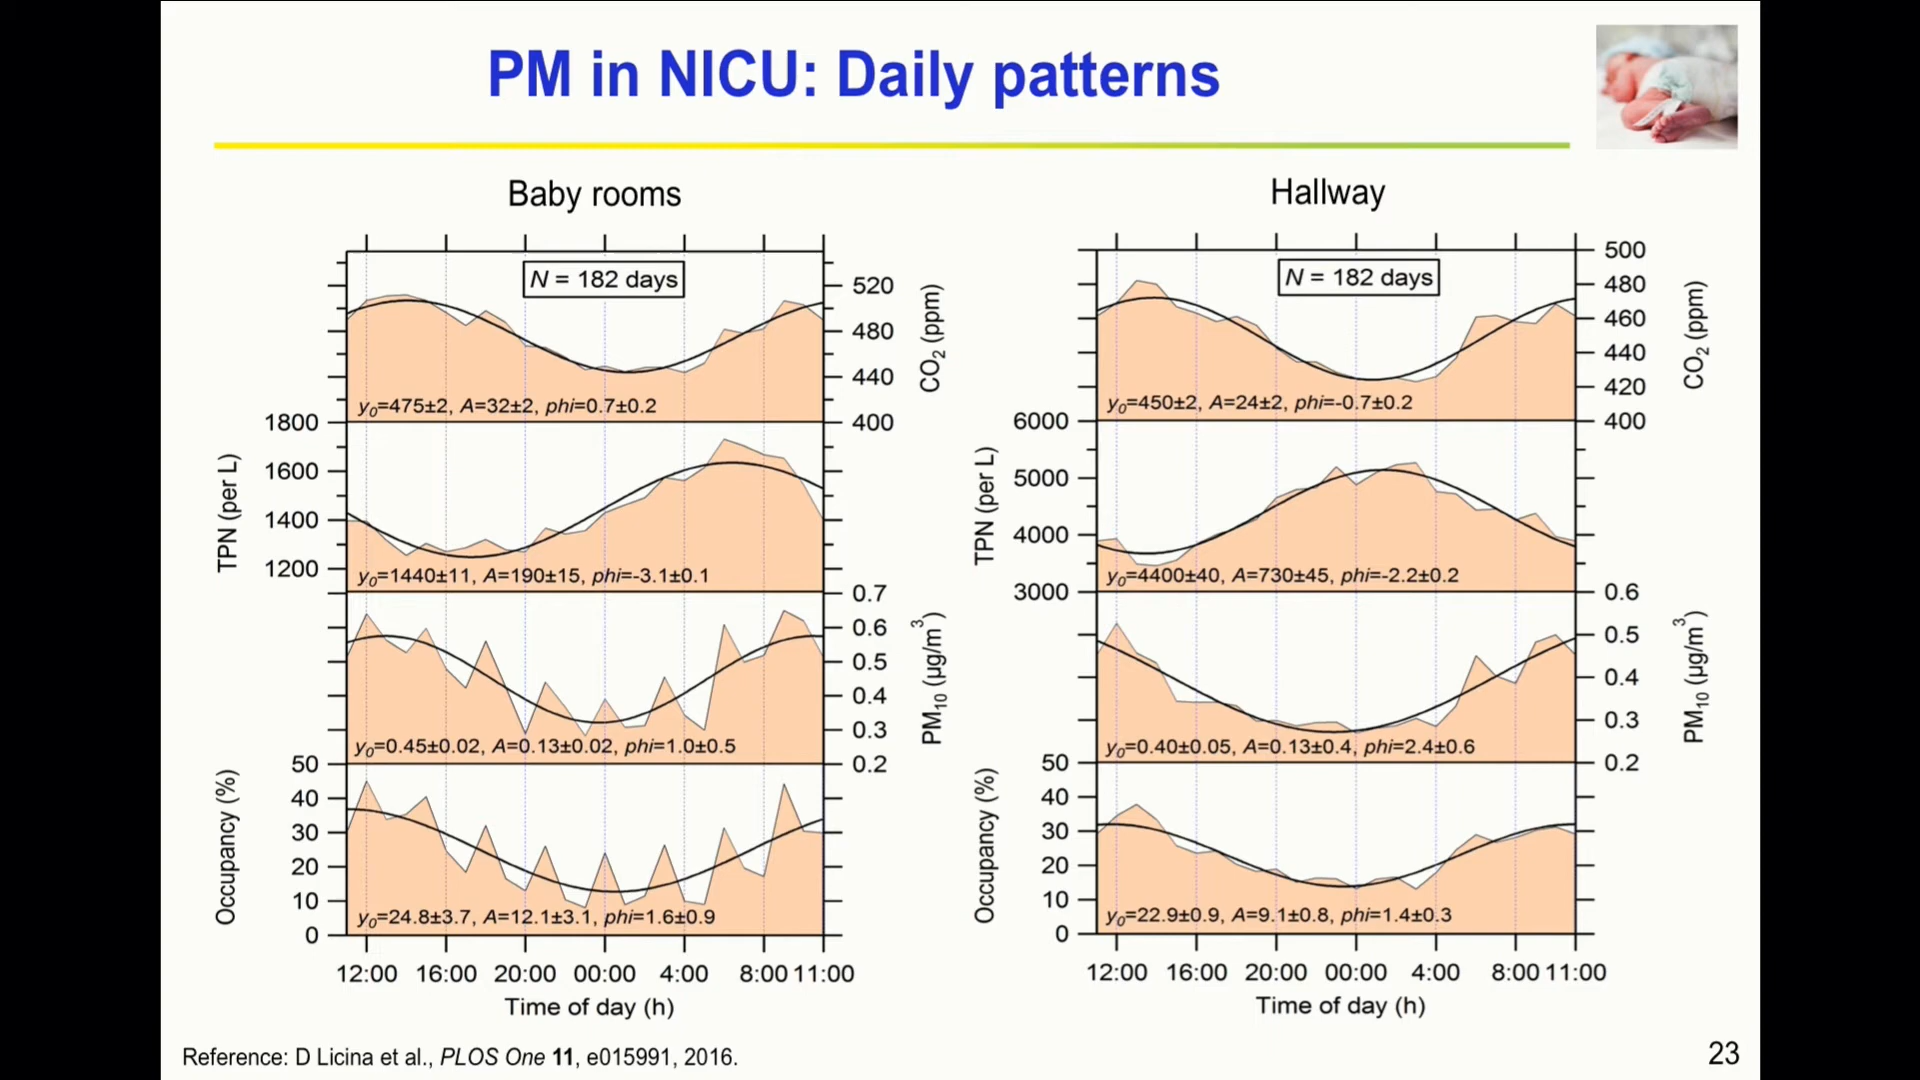 PM in NICU: Daily patterns
Baby rooms
N = 182 days
520
480
440
400
CO2 (ppm)
y0=475±2, A=32±2, phi=0.7±0.2
1800
1600
1400
1200
TPN (per L)
y0=1440±11, A=190±15, phi=-3.1±0.1
0.7
0.6
0.5
0.4
0.3
0.2
PM10 (µg/m3)
y0=0.45±0.02, A=0.13±0.02, phi=1.0±0.5
50
40
30
20
10
0
Occupancy (%)
y0=24.8±3.7, A=12.1±3.1, phi=1.6±0.9
12:00 16:00 20:00 00:00 4:00 8:00 11:00
Time of day (h)
Hallway
N = 182 days
500
480
460
440
420
400
CO2 (ppm)
y0=450±2, A=24±2, phi=-0.7±0.2
6000
5000
4000
3000
TPN (per L)
y0=4400±40, A=730±45, phi=-2.2±0.2
0.6
0.5
0.4
0.3
0.2
PM10 (µg/m3)
y0=0.40±0.05, A=0.13±0.4, phi=2.4±0.6
50
40
30
20
10
0
Occupancy (%)
y0=22.9±0.9, A=9.1±0.8, phi=1.4±0.3
12:00 16:00 20:00 00:00 4:00 8:00 11:00
Time of day (h)
Reference: D Licina et al., PLOS One 11, e015991, 2016.
23